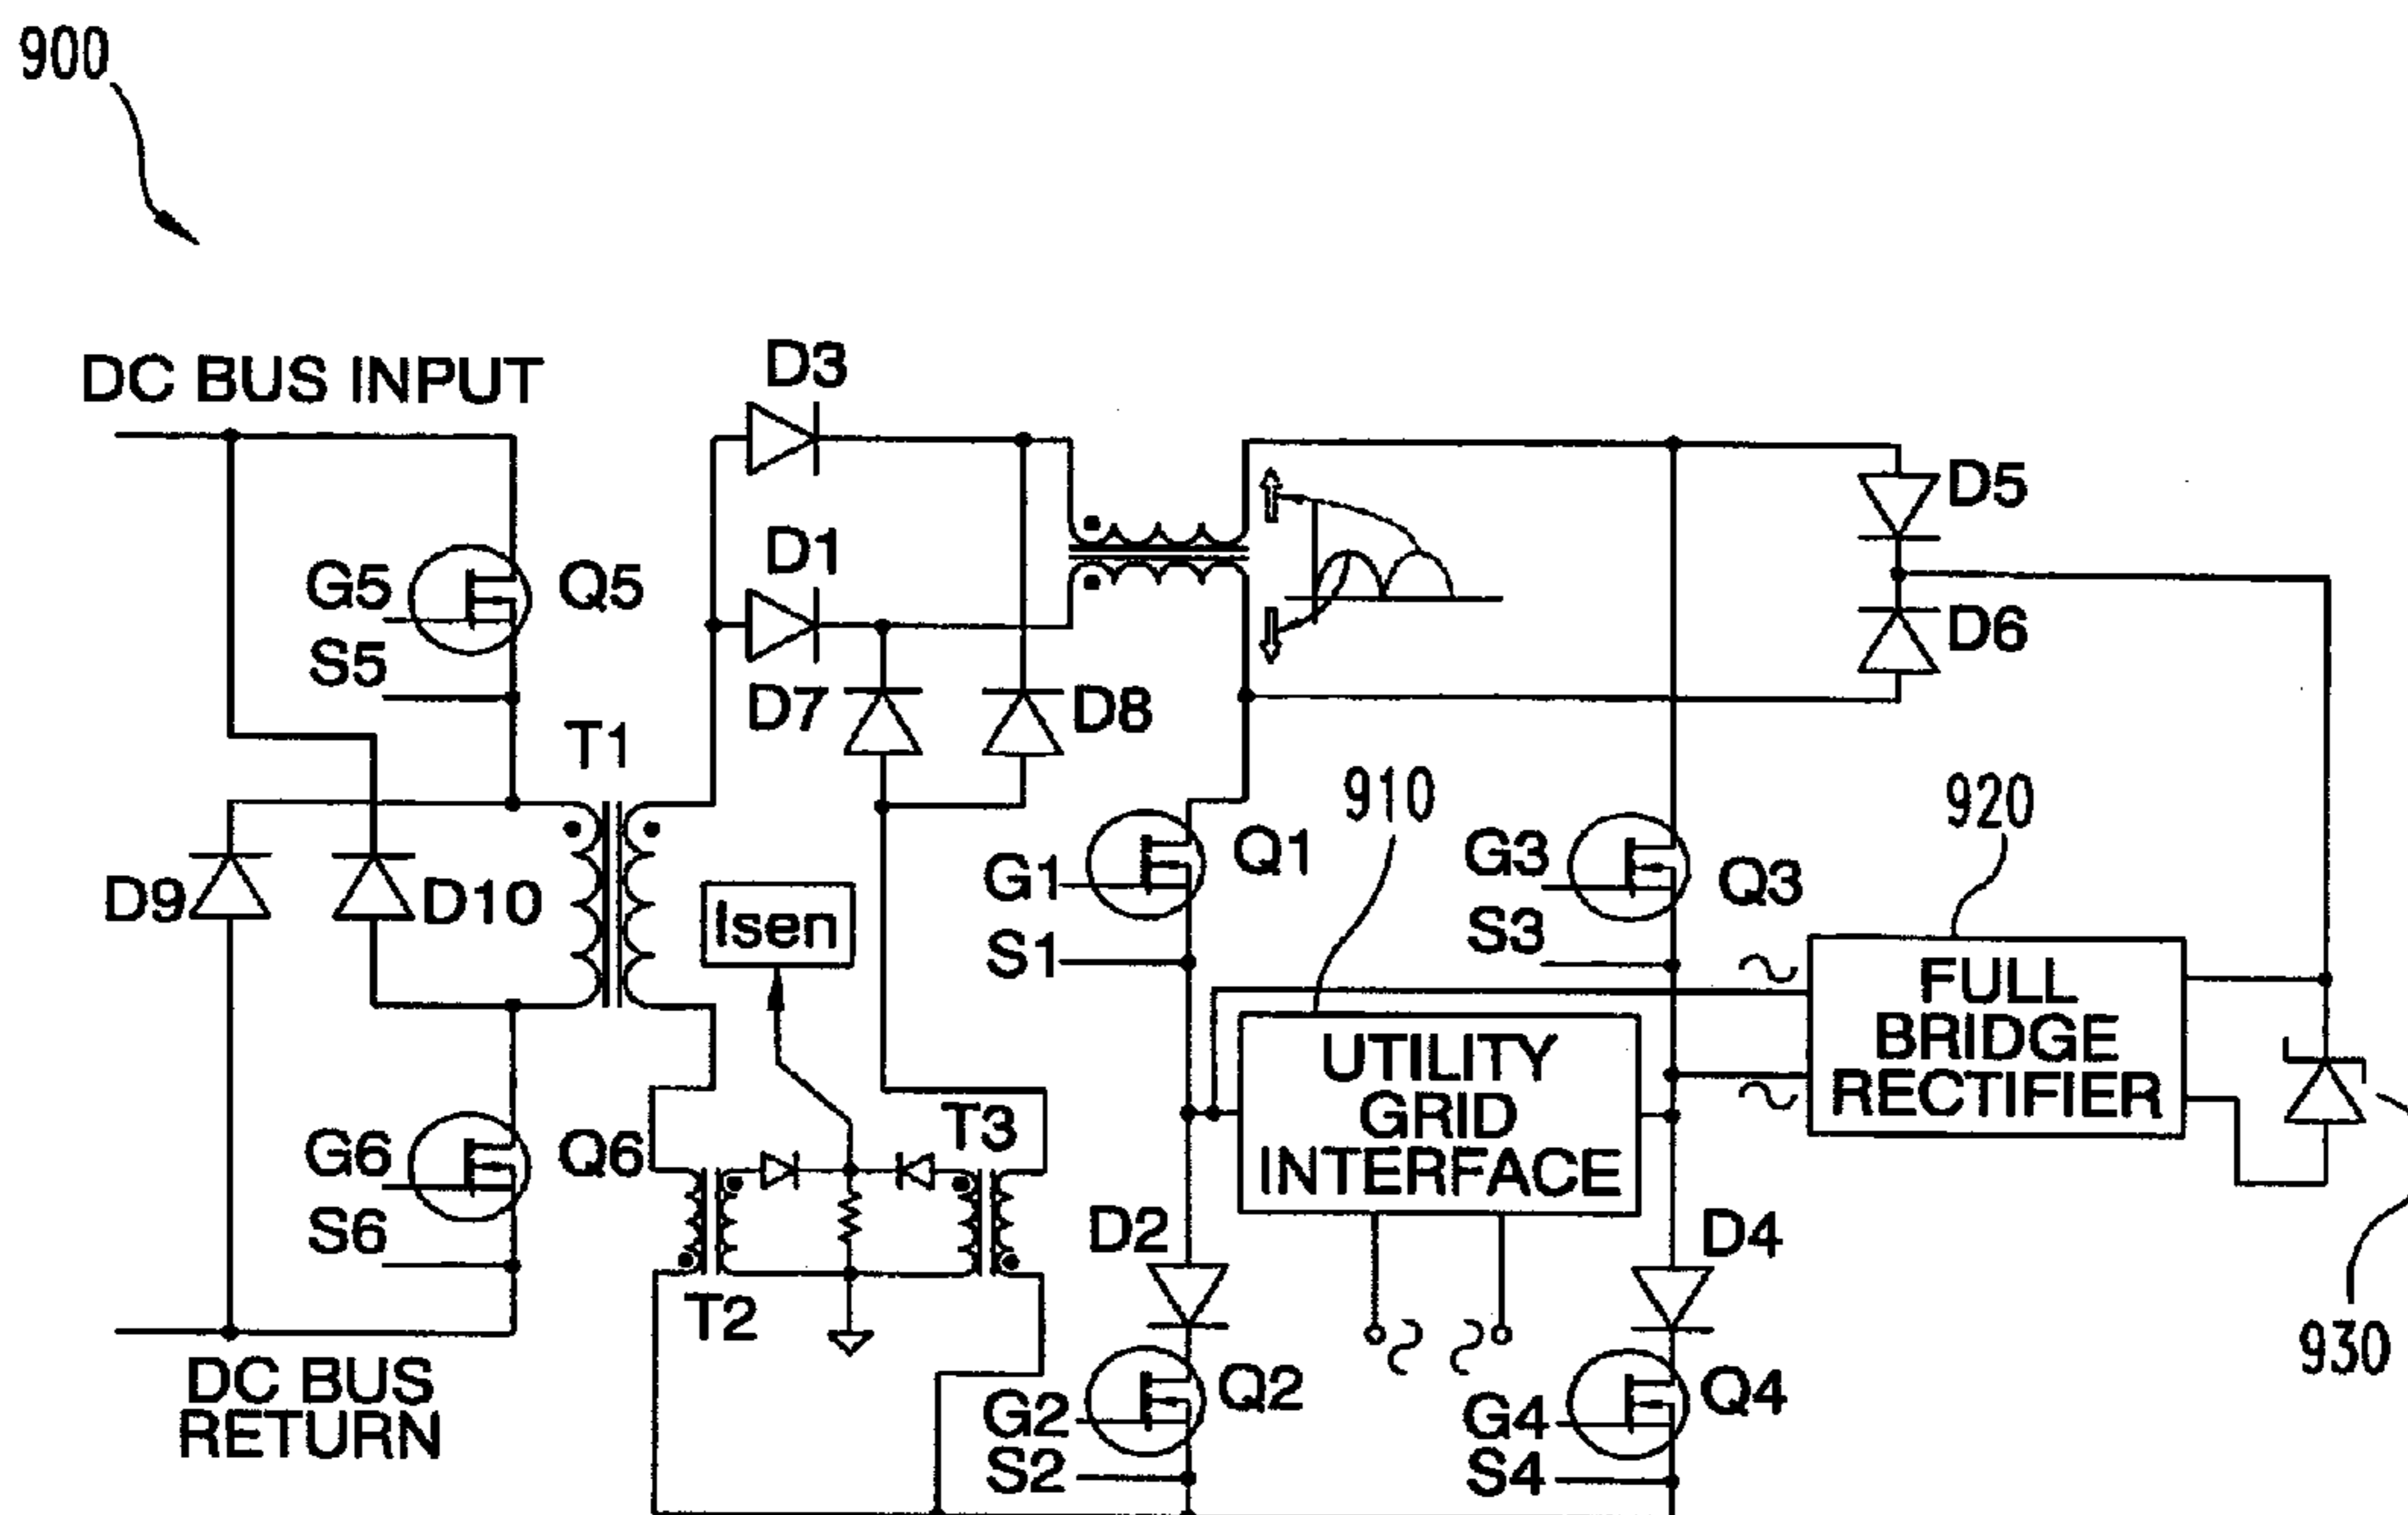 900
DC BUS INPUT
D3
D1
D5
D6
G5
Q5
S5
D7
D8
T1
910
920
D9
D10
Isen
G1
Q1
S1
G3
Q3
S3
FULL
BRIDGE
RECTIFIER
UTILITY
GRID
INTERFACE
G6
Q6
S6
T3
T2
D2
D4
930
DC BUS
RETURN
G2
Q2
S2
G4
Q4
S4